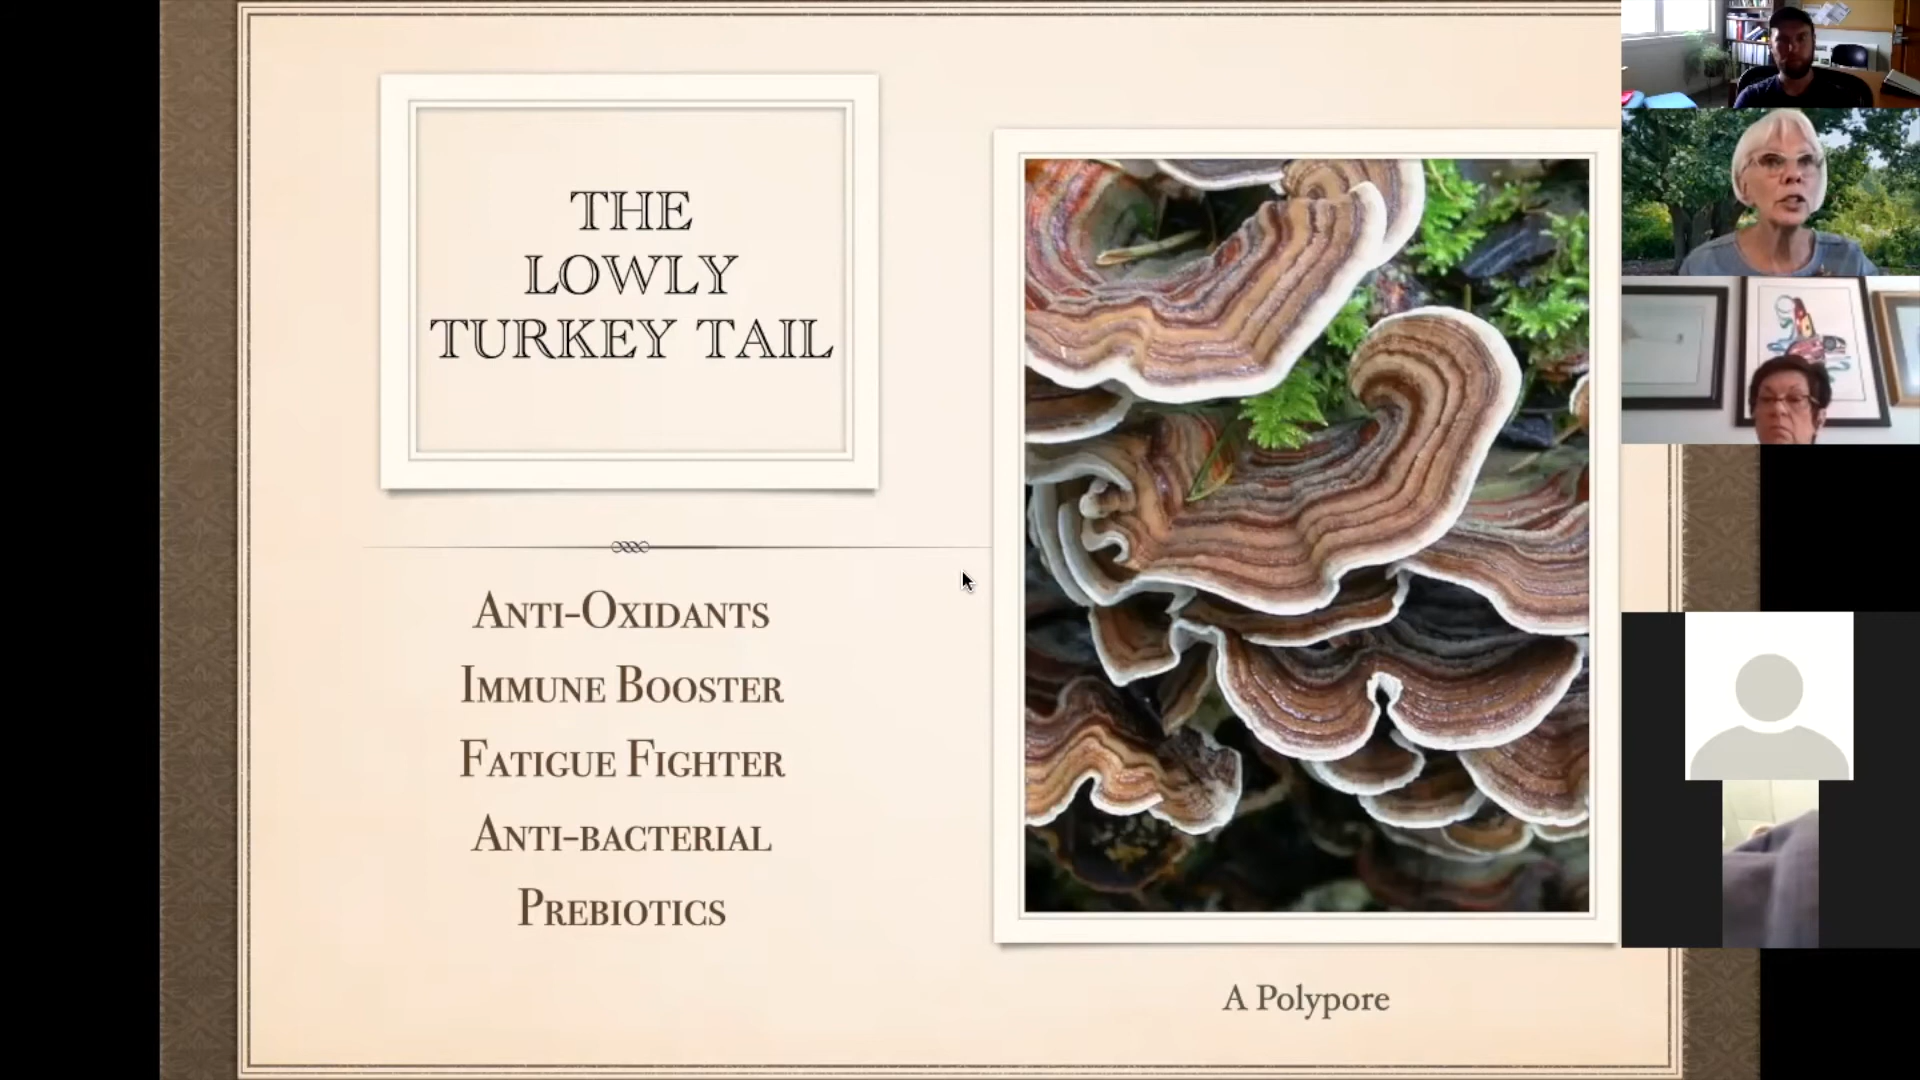 THE
LOWLY
TURKEY TAIL
Anti-Oxidants
Immune Booster
Fatigue Fighter
Anti-bacterial
Prebiotics
A Polypore